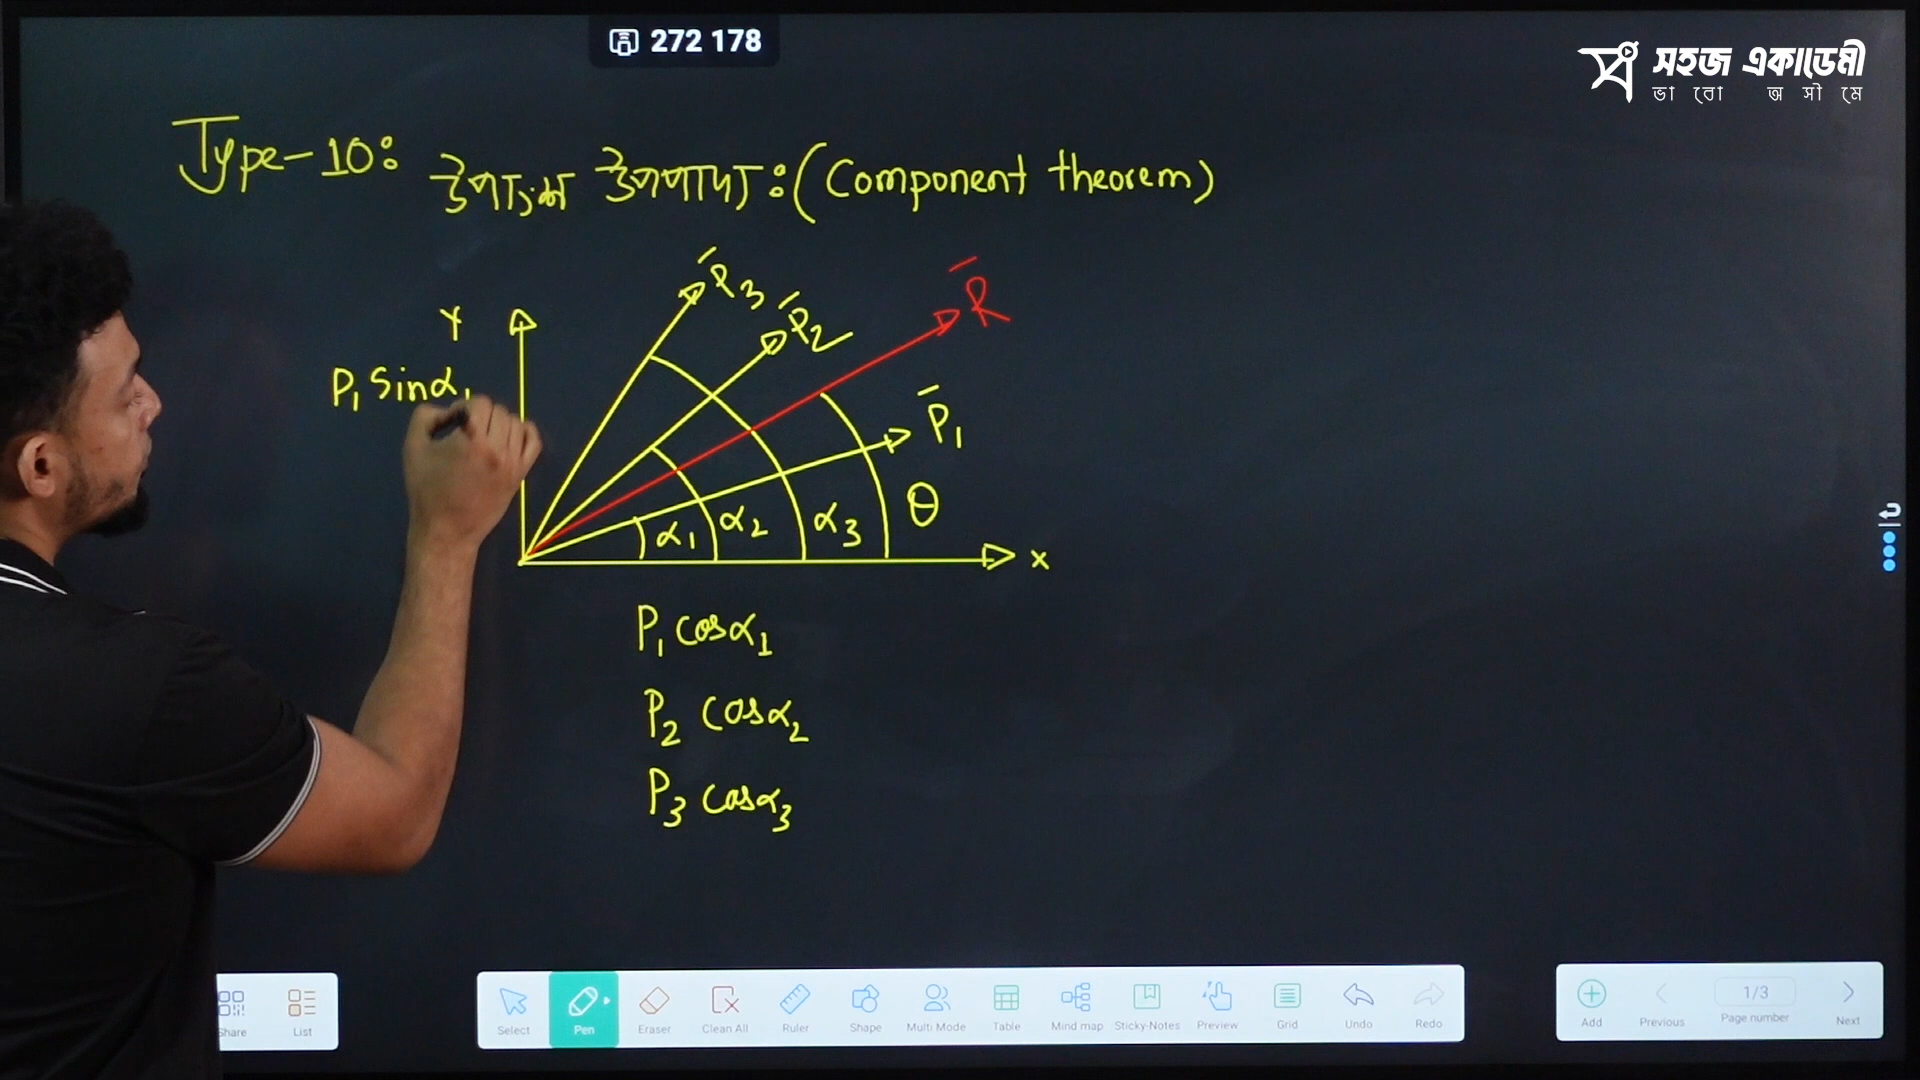 272 178
সহজ একাডেমী
ভাবো অসীমে
Type-10: উপাংশ উপপাদ্য: (Component theorem)
P̄3
P̄2
R̄
Y
P1 Sinα1
P̄1
θ
α1 α2 α3
x
P1 cosα1
P2 cosα2
P3 cosα3
Share List Select Pen Eraser Clean All Ruler Shape Multi Mode Table Mind map Sticky-Notes Preview Grid Undo Redo Add Previous 1/3 Page number Next